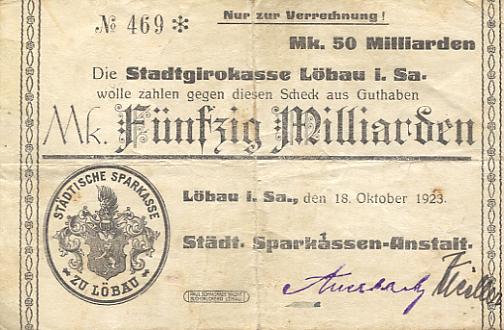 Nur zur Verrechnung!
№ 469 *
Mk. 50 Milliarden
Die Stadtgirokasse Löbau i. Sa.
wolle zahlen gegen diesen Scheck aus Guthaben
Mk. Fünfzig Milliarden
STÄDTISCHE SPARKASSE
* ZU LÖBAU *
Löbau i. Sa., den 18. Oktober 1923.
Städt. Sparkassen-Anstalt.